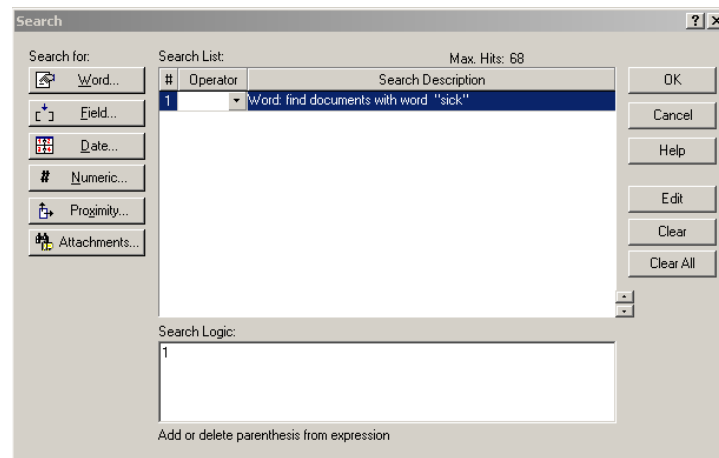 Search
Search for:
Search List:
Max. Hits: 68
Word...
Field...
Date...
# Numeric...
Proximity...
Attachments...
# Operator Search Description
1 Word: find documents with word "sick"
OK
Cancel
Help
Edit
Clear
Clear All
Search Logic:
1
Add or delete parenthesis from expression